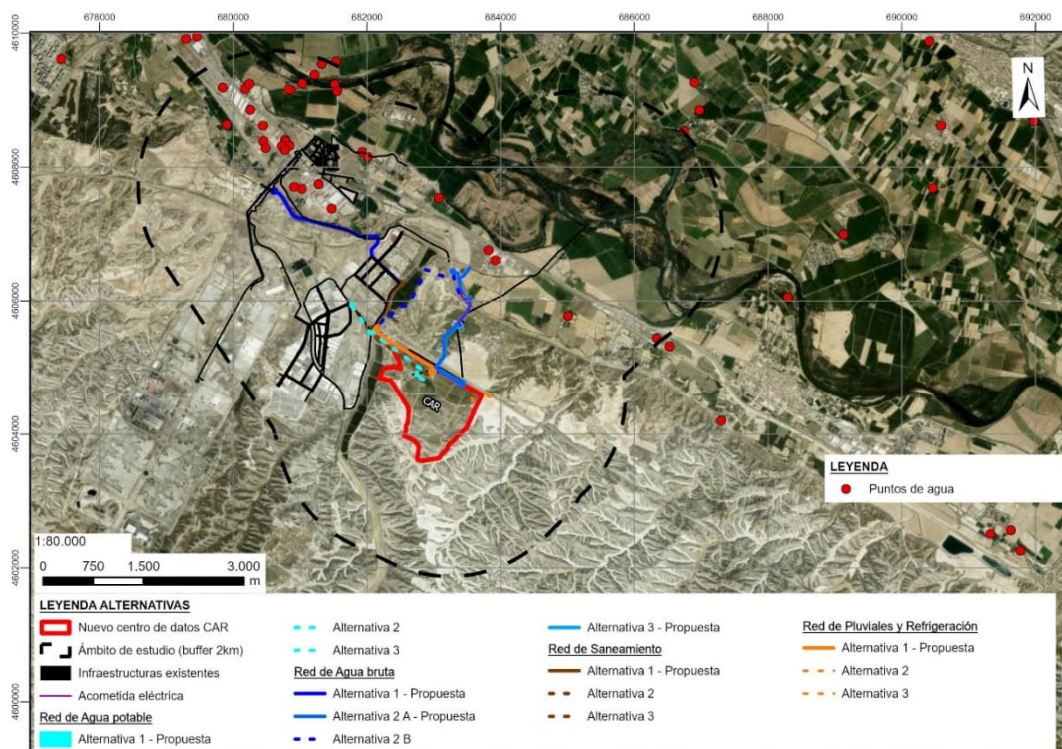 678000 680000 682000 684000 686000 688000 690000 692000
4610000
4608000
4606000
4604000
4602000
4600000
N
CAR
LEYENDA
Puntos de agua
1:80.000
0 750 1.500 3.000
m
LEYENDA ALTERNATIVAS
Nuevo centro de datos CAR
Ámbito de estudio (buffer 2km)
Infraestructuras existentes
Acometida eléctrica
Red de Agua potable
Alternativa 1 - Propuesta
Alternativa 2
Alternativa 3
Red de Agua bruta
Alternativa 1 - Propuesta
Alternativa 2 A - Propuesta
Alternativa 2 B
Alternativa 3 - Propuesta
Red de Saneamiento
Alternativa 1 - Propuesta
Alternativa 2
Alternativa 3
Red de Pluviales y Refrigeración
Alternativa 1 - Propuesta
Alternativa 2
Alternativa 3